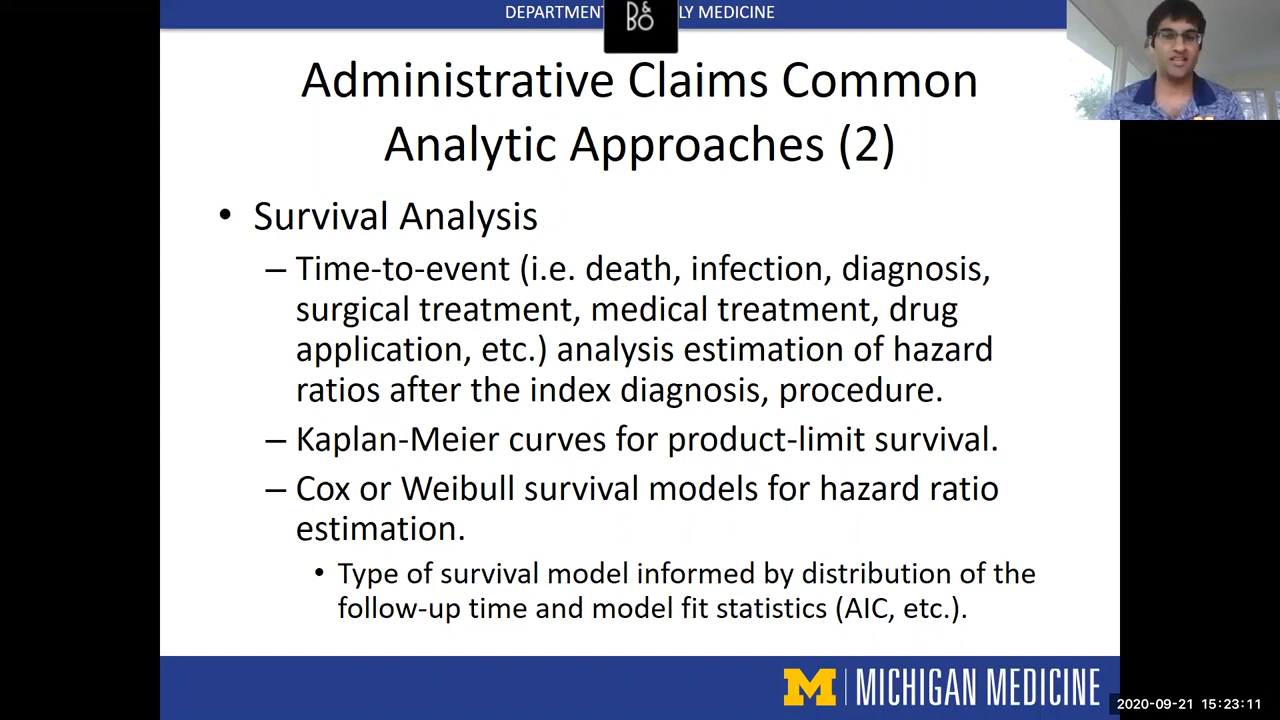 DEPARTMENT LY MEDICINE
D&
BO
Administrative Claims Common
Analytic Approaches (2)
• Survival Analysis
– Time-to-event (i.e. death, infection, diagnosis,
surgical treatment, medical treatment, drug
application, etc.) analysis estimation of hazard
ratios after the index diagnosis, procedure.
– Kaplan-Meier curves for product-limit survival.
– Cox or Weibull survival models for hazard ratio
estimation.
• Type of survival model informed by distribution of the
follow-up time and model fit statistics (AIC, etc.).
M | MICHIGAN MEDICINE
2020-09-21 15:23:11